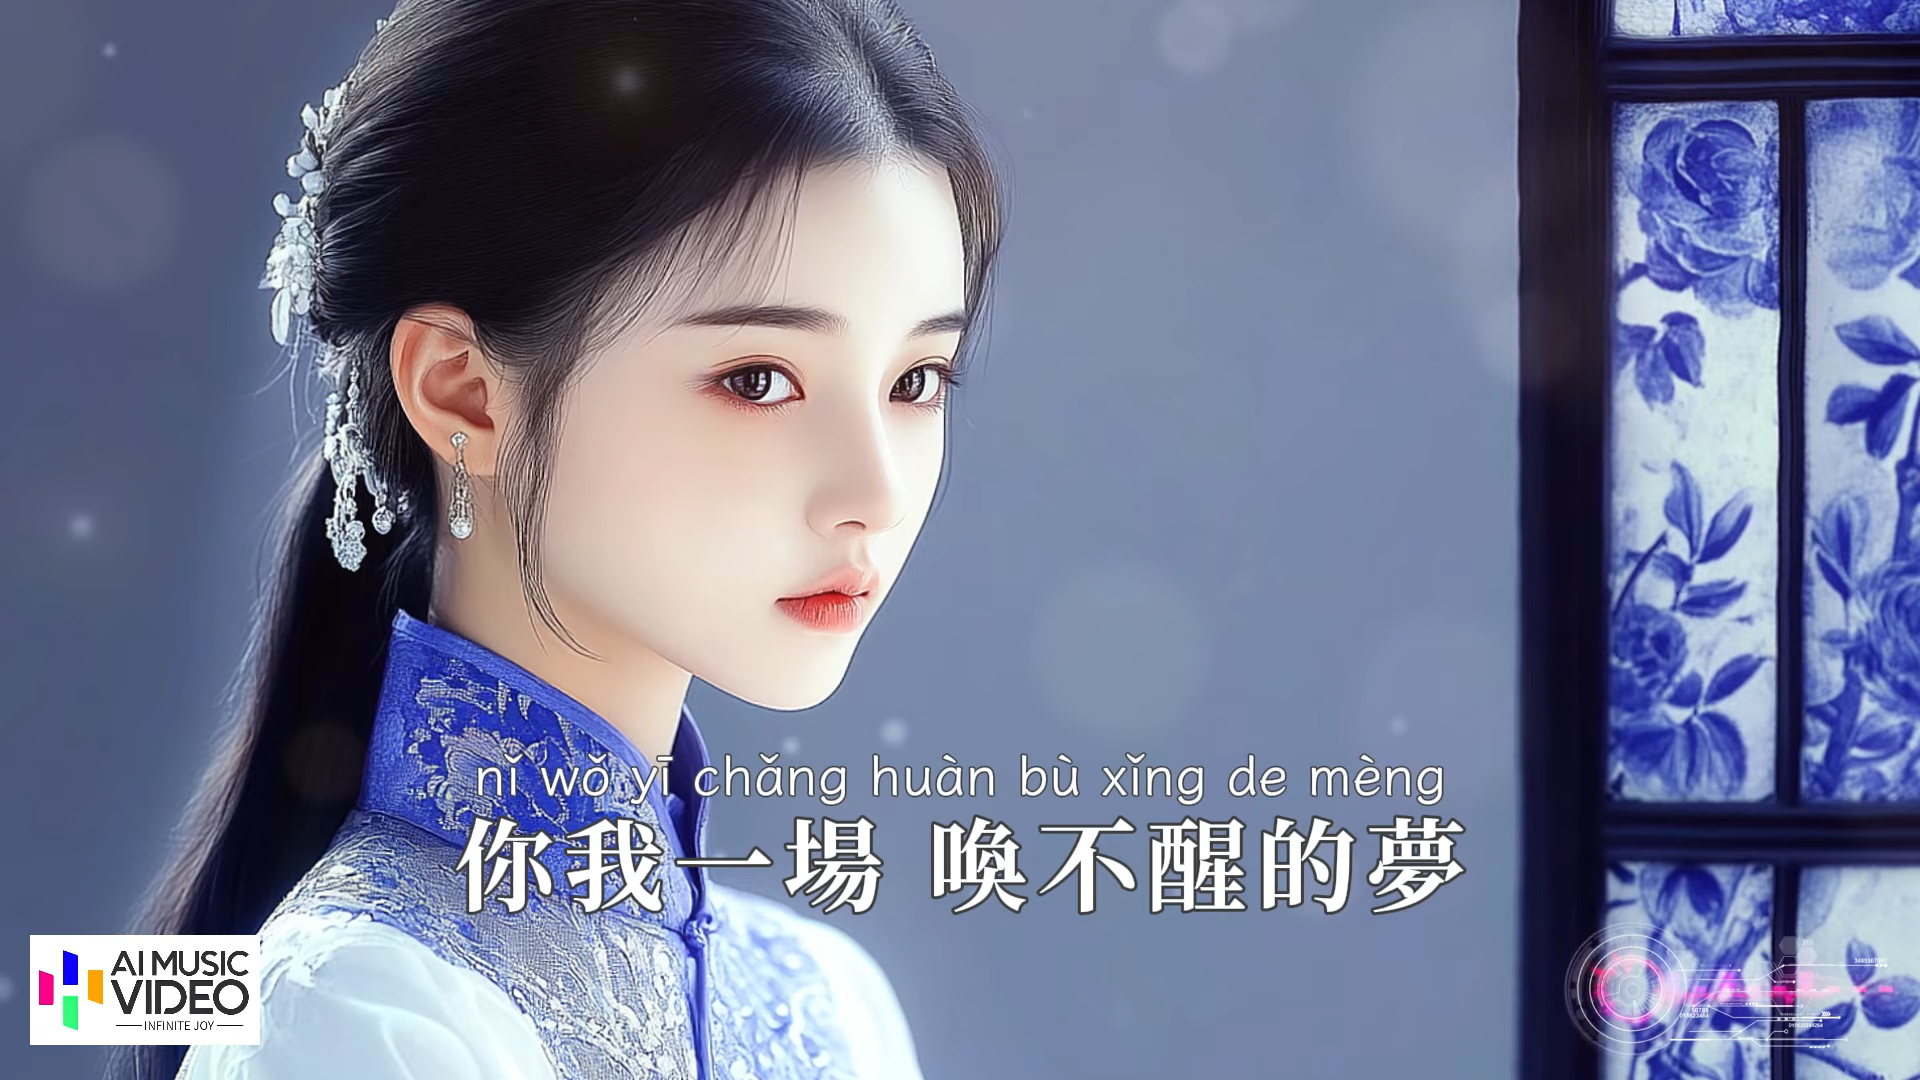 nǐ wǒ yī chǎng huàn bù xǐng de mèng
你我一場 喚不醒的夢
AI MUSIC
VIDEO
INFINITE JOY